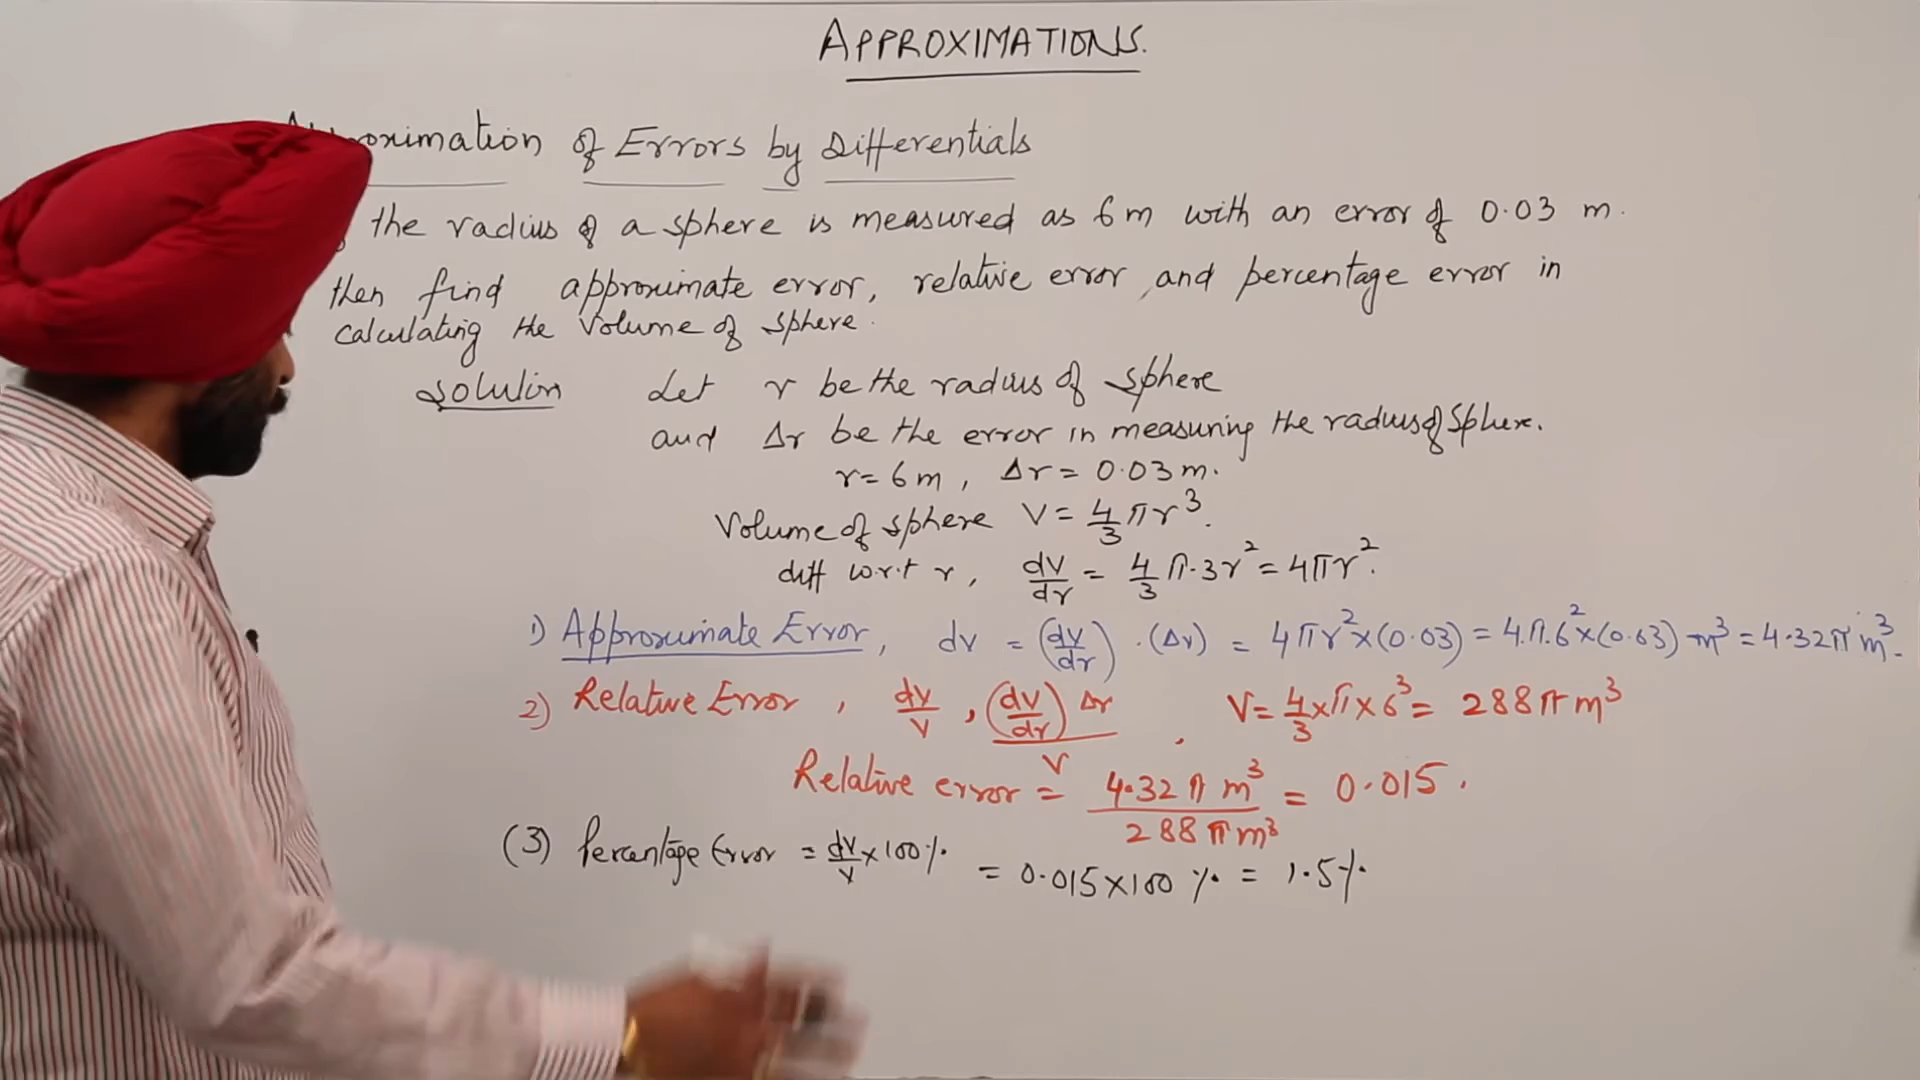 APPROXIMATIONS.
oximation of Errors by Differentials
the radius of a sphere is measured as 6m with an error of 0.03 m.
then find approximate error, relative error, and percentage error in
calculating the Volume of Sphere.
Solution Let r be the radius of sphere
and Δr be the error in measuring the radius of Sphere.
r = 6m, Δr = 0.03 m.
Volume of sphere V = 4/3 πr³.
diff w.r.t r, dv/dr = 4/3 π.3r² = 4πr².
1) Approximate Error, dv = (dv/dr) . (Δr) = 4πr²×(0.03) = 4.π.6²×(0.03) m³ = 4.32π m³.
2) Relative Error, dv/v, (dv/dr) Δr / v, V = 4/3 ×π×6³ = 288π m³
Relative error = 4.32 π m³ / 288 π m³ = 0.015.
(3) Percentage Error = dv/v ×100% = 0.015×100 % = 1.5%